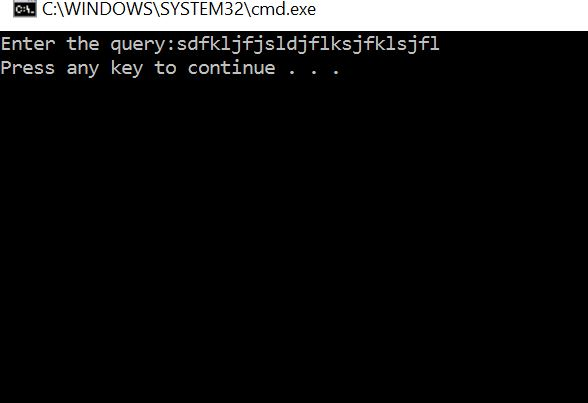 C:\WINDOWS\SYSTEM32\cmd.exe
Enter the query:sdfkljfjsldjflksjfklsjfl
Press any key to continue . . .